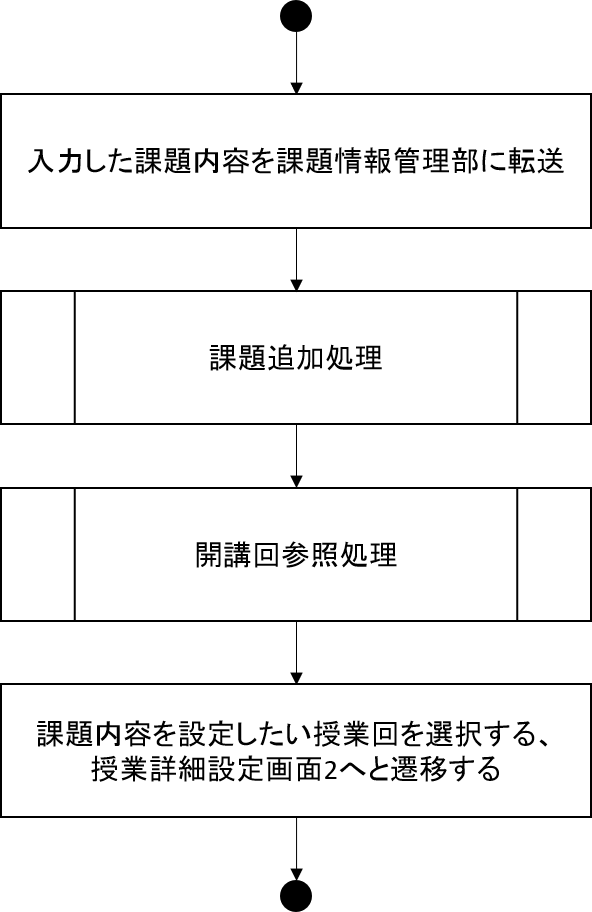 入力した課題内容を課題情報管理部に転送
課題追加処理
開講回参照処理
課題内容を設定したい授業回を選択する、
授業詳細設定画面2へと遷移する